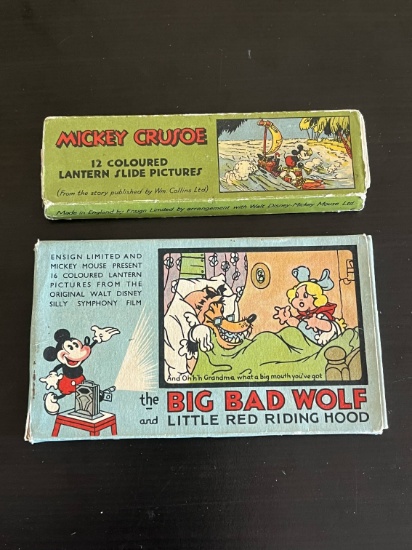 MICKEY CRUSOE
12 COLOURED
LANTERN SLIDE PICTURES
(From the story published by Wm. Collins Ltd)
Made in England by Ensign Limited by arrangement with Walt Disney-Mickey Mouse Ltd.
ENSIGN LIMITED AND
MICKEY MOUSE PRESENT
16 COLOURED LANTERN
PICTURES FROM THE
ORIGINAL WALT DISNEY
SILLY SYMPHONY FILM
And Oh-h-h Grandma, what a big mouth you've got
the BIG BAD WOLF
and LITTLE RED RIDING HOOD